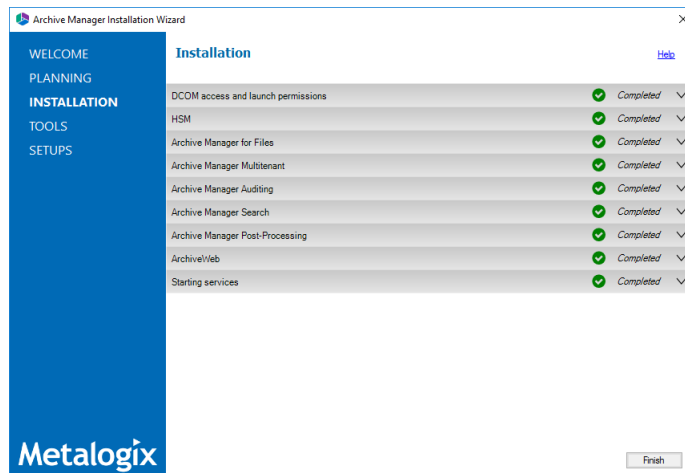 Archive Manager Installation Wizard
WELCOME
PLANNING
INSTALLATION
TOOLS
SETUPS
Installation
Help
DCOM access and launch permissions Completed
HSM Completed
Archive Manager for Files Completed
Archive Manager Multitenant Completed
Archive Manager Auditing Completed
Archive Manager Search Completed
Archive Manager Post-Processing Completed
ArchiveWeb Completed
Starting services Completed
Metalogix
Finish